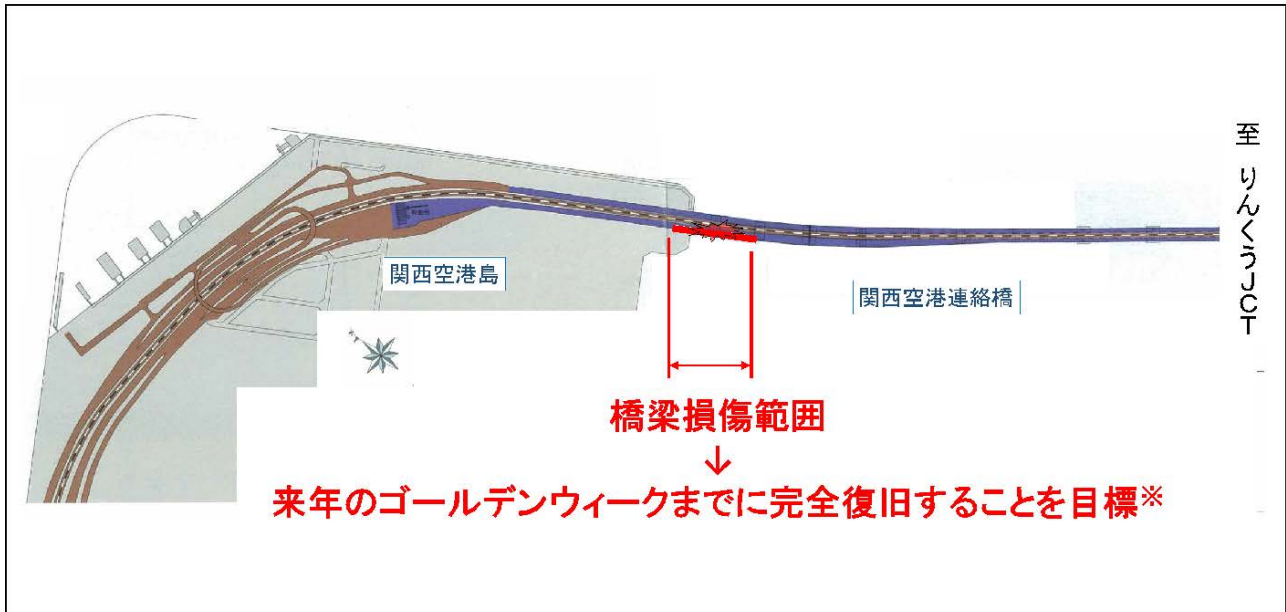 至 りんくうJCT
関西空港島
関西空港連絡橋
橋梁損傷範囲
↓
来年のゴールデンウィークまでに完全復旧することを目標※